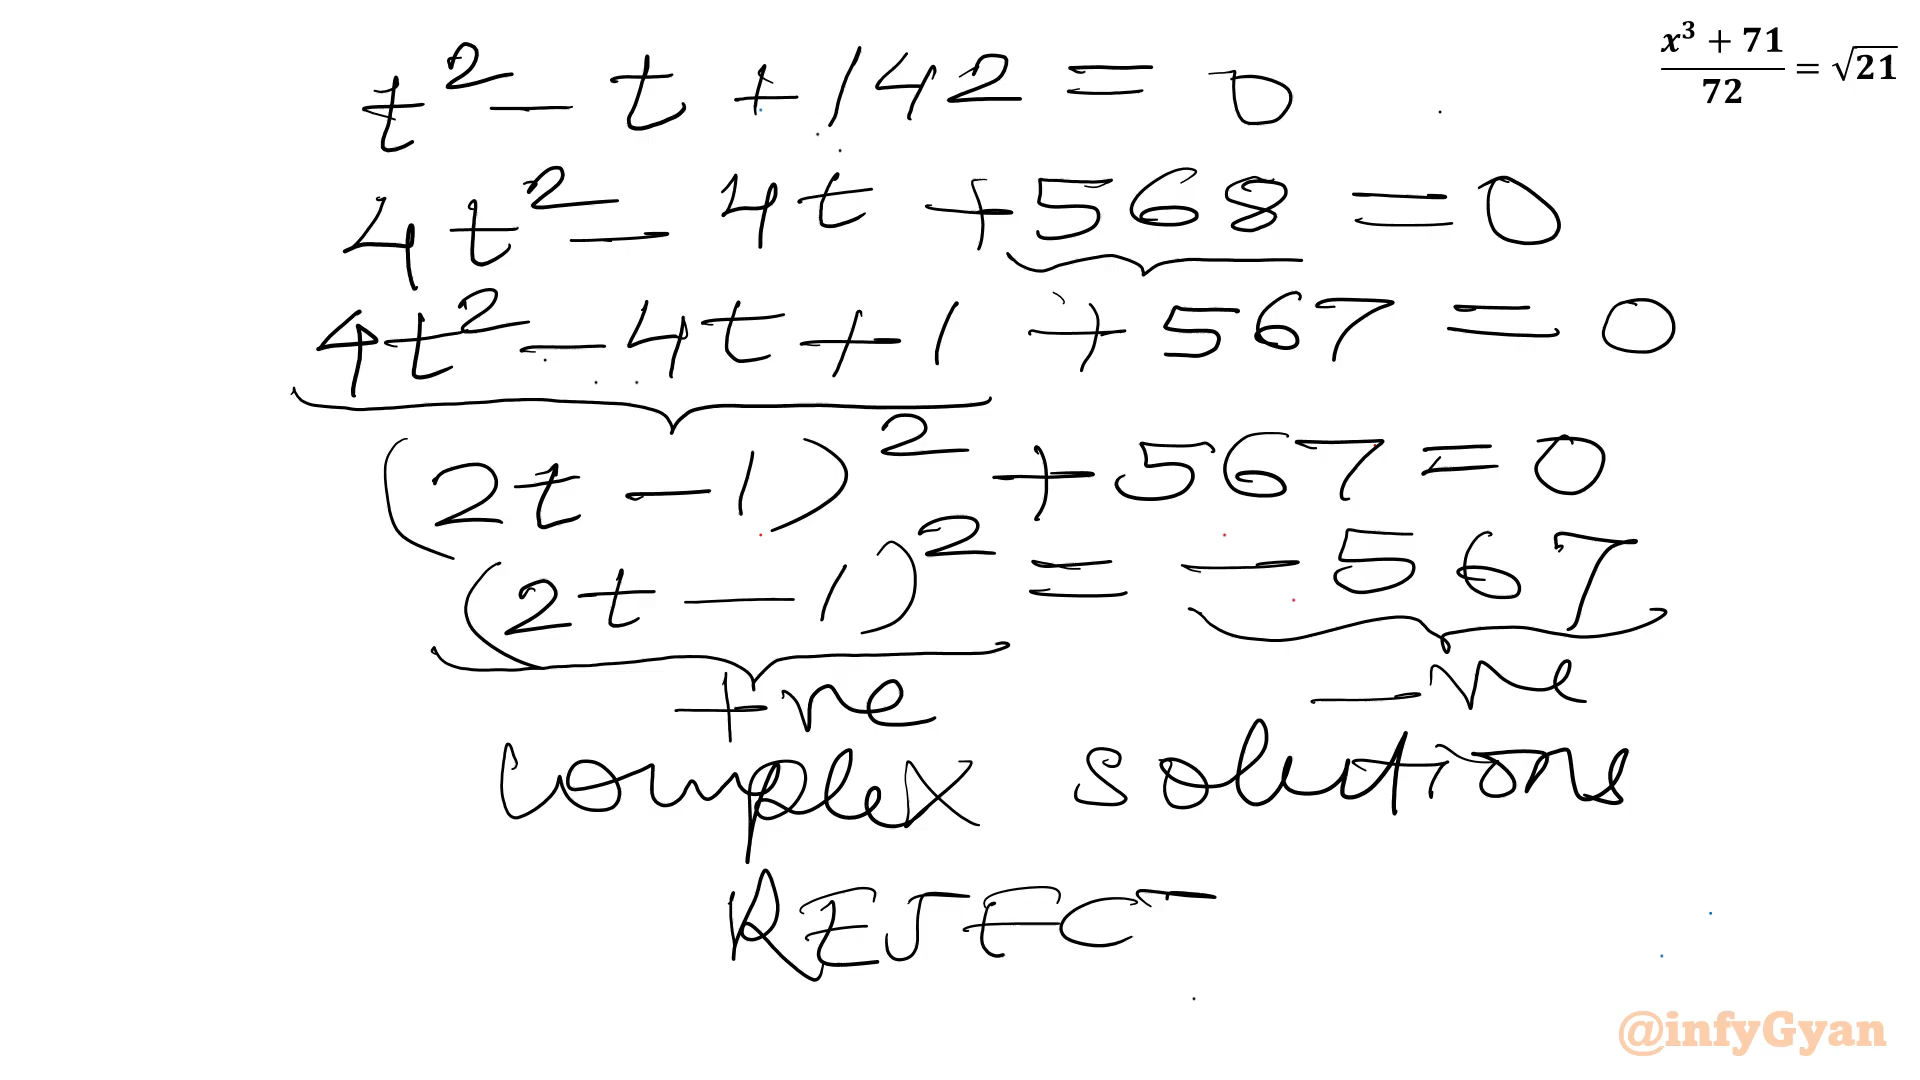 t² - t + 142 = 0
x³ + 71 / 72 = √21
4t² - 4t + 568 = 0
4t² - 4t + 1 + 567 = 0
(2t - 1)² + 567 = 0
(2t - 1)² = - 567
+ve -ve
complex solutions
REJECT
@infyGyan